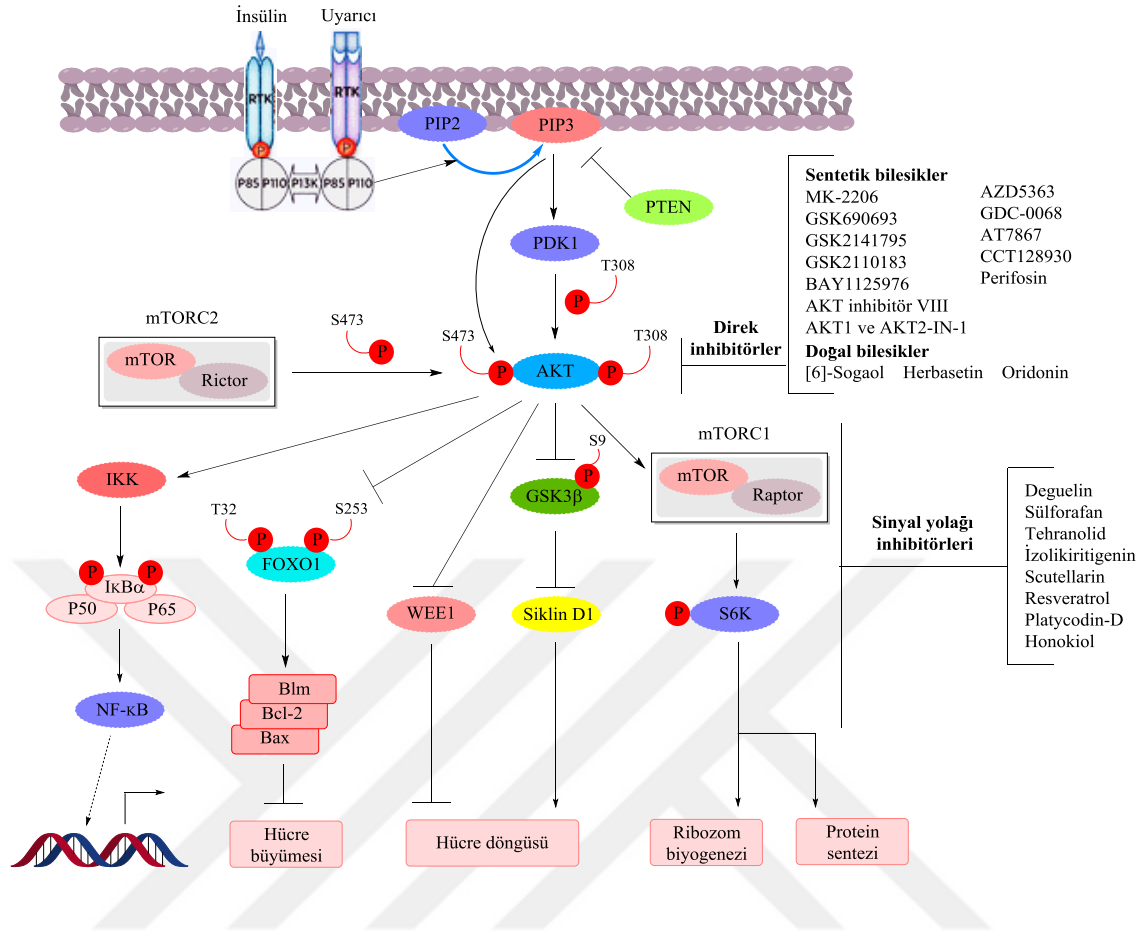 İnsülin
Uyarıcı
RTK
RTK
P
P
P85 P110 P13K P85 P110
PIP2
PIP3
PTEN
PDK1
T308
P
mTORC2
mTOR
Rictor
S473
P
S473
P
AKT
P
T308
Direk
inhibitörler
Sentetik bilesikler
MK-2206
GSK690693
GSK2141795
GSK2110183
BAY1125976
AKT inhibitör VIII
AKT1 ve AKT2-IN-1
AZD5363
GDC-0068
AT7867
CCT128930
Perifosin
Doğal bilesikler
[6]-Sogaol Herbasetin Oridonin
IKK
P
P
IκBα
P50
P65
NF-κB
T32
S253
P
P
FOXO1
Blm
Bcl-2
Bax
Hücre
büyümesi
WEE1
S9
P
GSK3β
Siklin D1
Hücre döngüsü
mTORC1
mTOR
Raptor
P
S6K
Ribozom
biyogenezi
Protein
sentezi
Sinyal yolağı
inhibitörleri
Deguelin
Sülforafan
Tehranolid
İzolikiritigenin
Scutellarin
Resveratrol
Platycodin-D
Honokiol